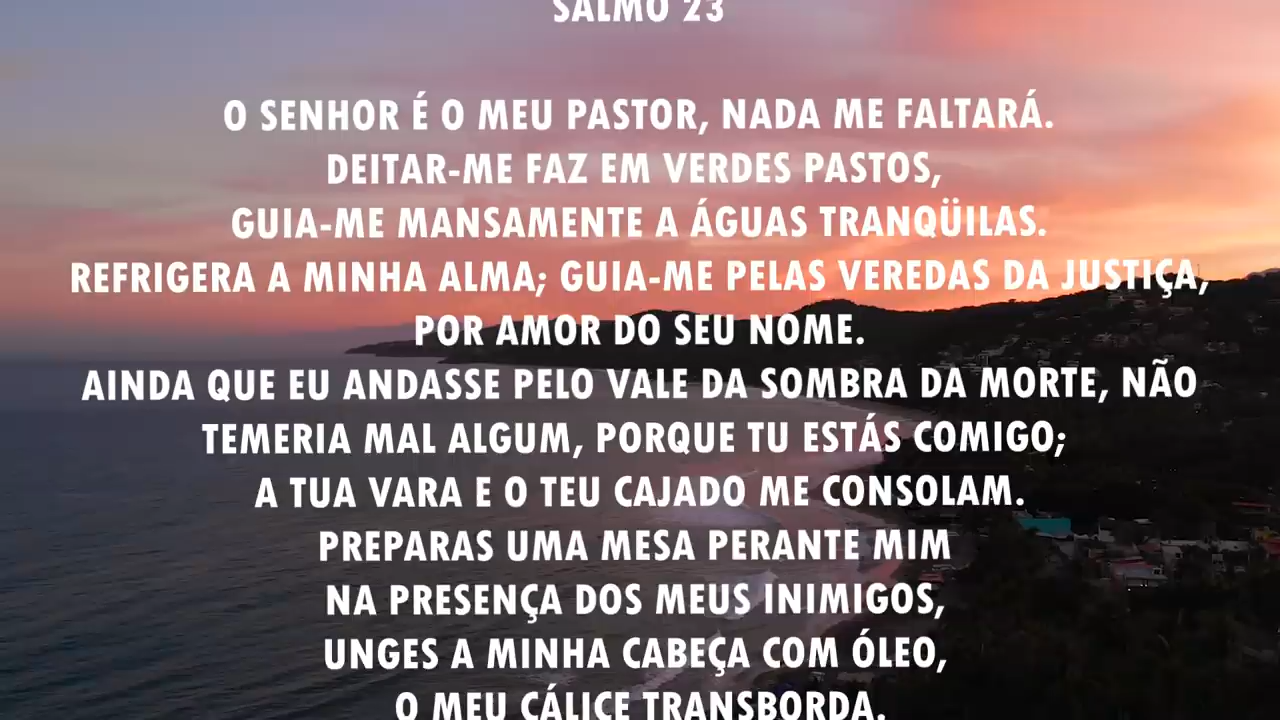 SALMO 23
O SENHOR É O MEU PASTOR, NADA ME FALTARÁ.
DEITAR-ME FAZ EM VERDES PASTOS,
GUIA-ME MANSAMENTE A ÁGUAS TRANQÜILAS.
REFRIGERA A MINHA ALMA; GUIA-ME PELAS VEREDAS DA JUSTIÇA,
POR AMOR DO SEU NOME.
AINDA QUE EU ANDASSE PELO VALE DA SOMBRA DA MORTE, NÃO
TEMERIA MAL ALGUM, PORQUE TU ESTÁS COMIGO;
A TUA VARA E O TEU CAJADO ME CONSOLAM.
PREPARAS UMA MESA PERANTE MIM
NA PRESENÇA DOS MEUS INIMIGOS,
UNGES A MINHA CABEÇA COM ÓLEO,
O MEU CÁLICE TRANSBORDA.